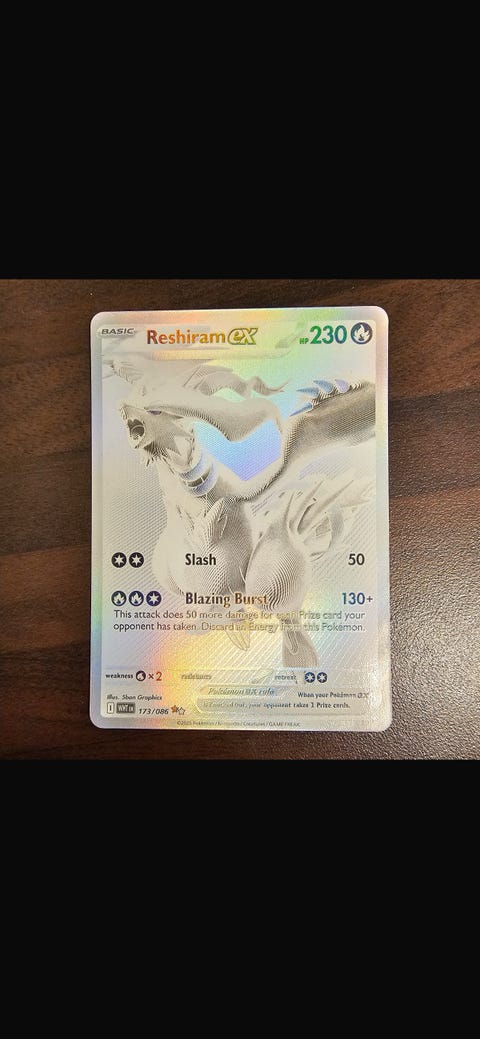 BASIC Reshiram ex HP 230
Slash 50
Blazing Burst 130+
This attack does 50 more damage for each Prize card your
opponent has taken. Discard an Energy from this Pokémon.
weakness ×2 resistance retreat
Pokémon ex rule When your Pokémon ex
is Knocked Out, your opponent takes 2 Prize cards.
Illus. 5ban Graphics
I WHT EN 173/086
©2025 Pokémon / Nintendo / Creatures / GAME FREAK